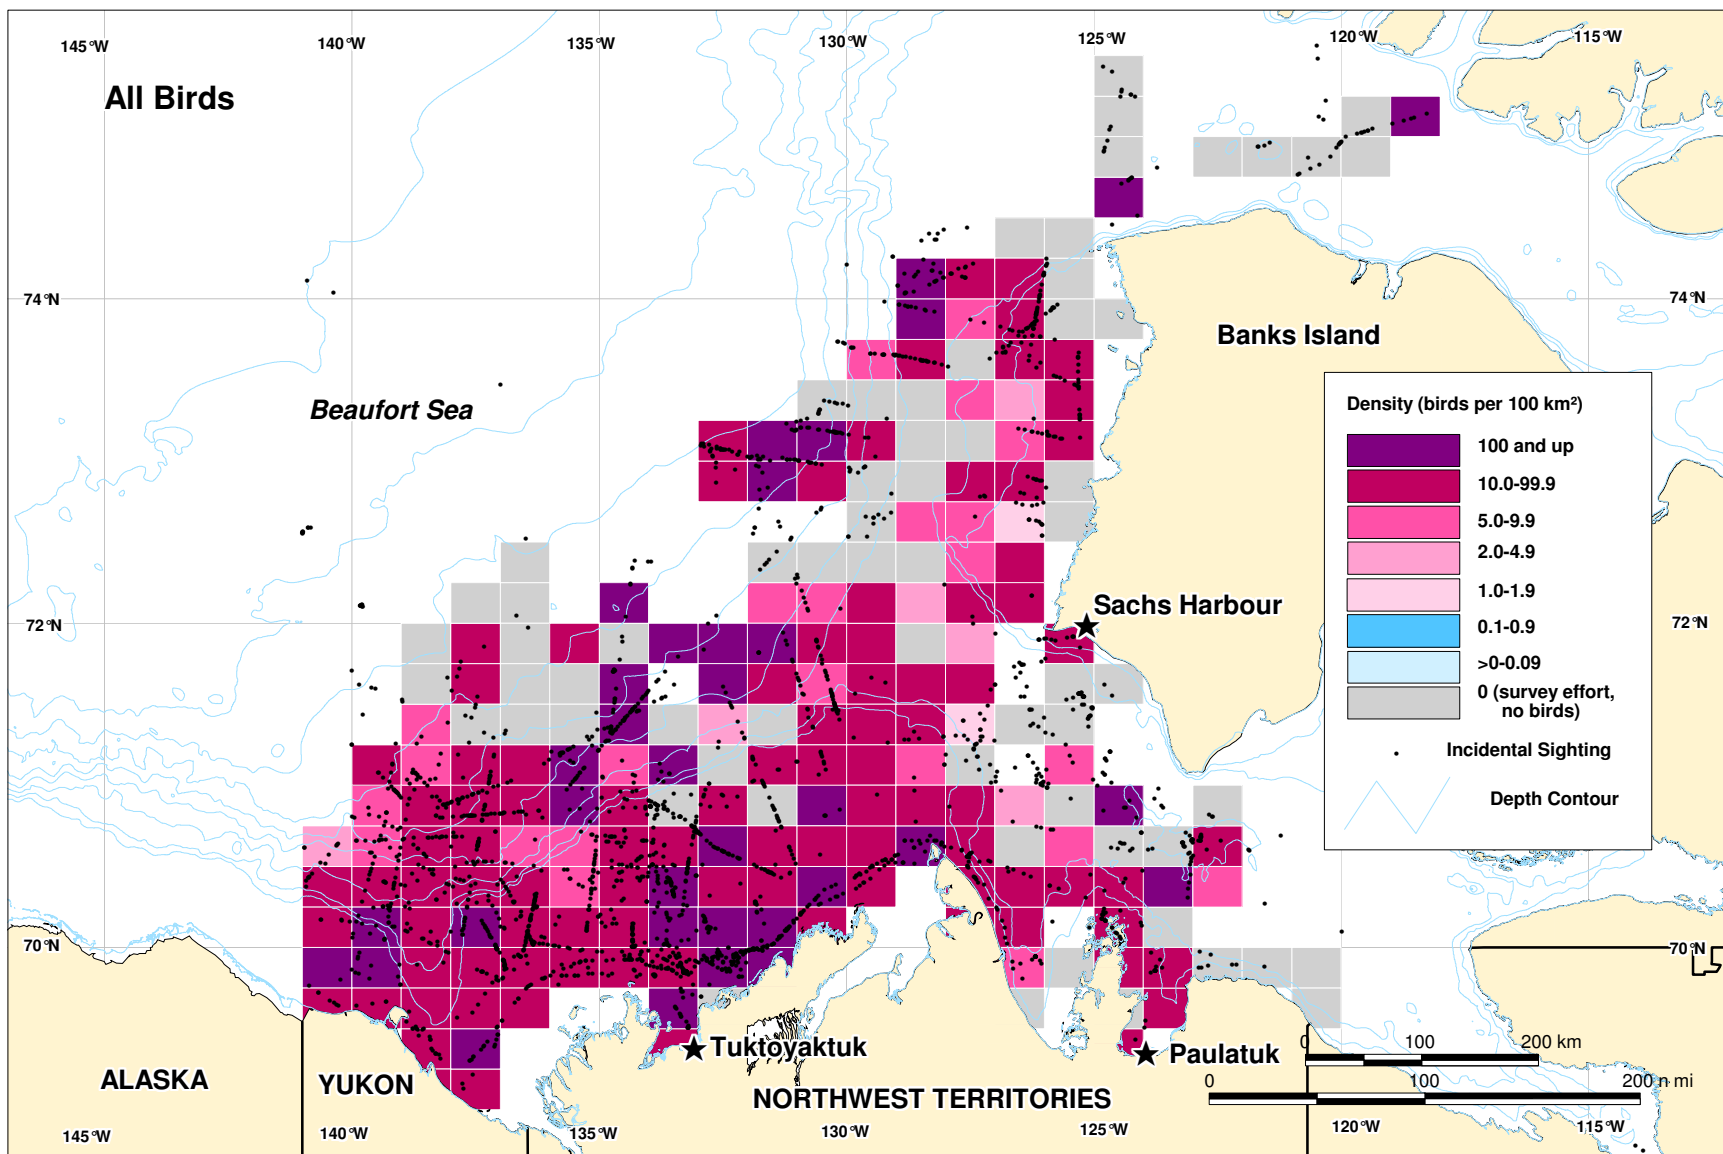 145°W 140°W 135°W 130°W 125°W 120°W 115°W
All Birds
74°N 74°N
Banks Island
Beaufort Sea
Density (birds per 100 km²)
100 and up
10.0-99.9
5.0-9.9
2.0-4.9
1.0-1.9
0.1-0.9
>0-0.09
0 (survey effort,
no birds)
Incidental Sighting
Depth Contour
Sachs Harbour
72°N 72°N
70°N 70°N
Tuktoyaktuk
Paulatuk
0 100 200 km
0 100 200 n mi
ALASKA YUKON
NORTHWEST TERRITORIES
145°W 140°W 135°W 130°W 125°W 120°W 115°W